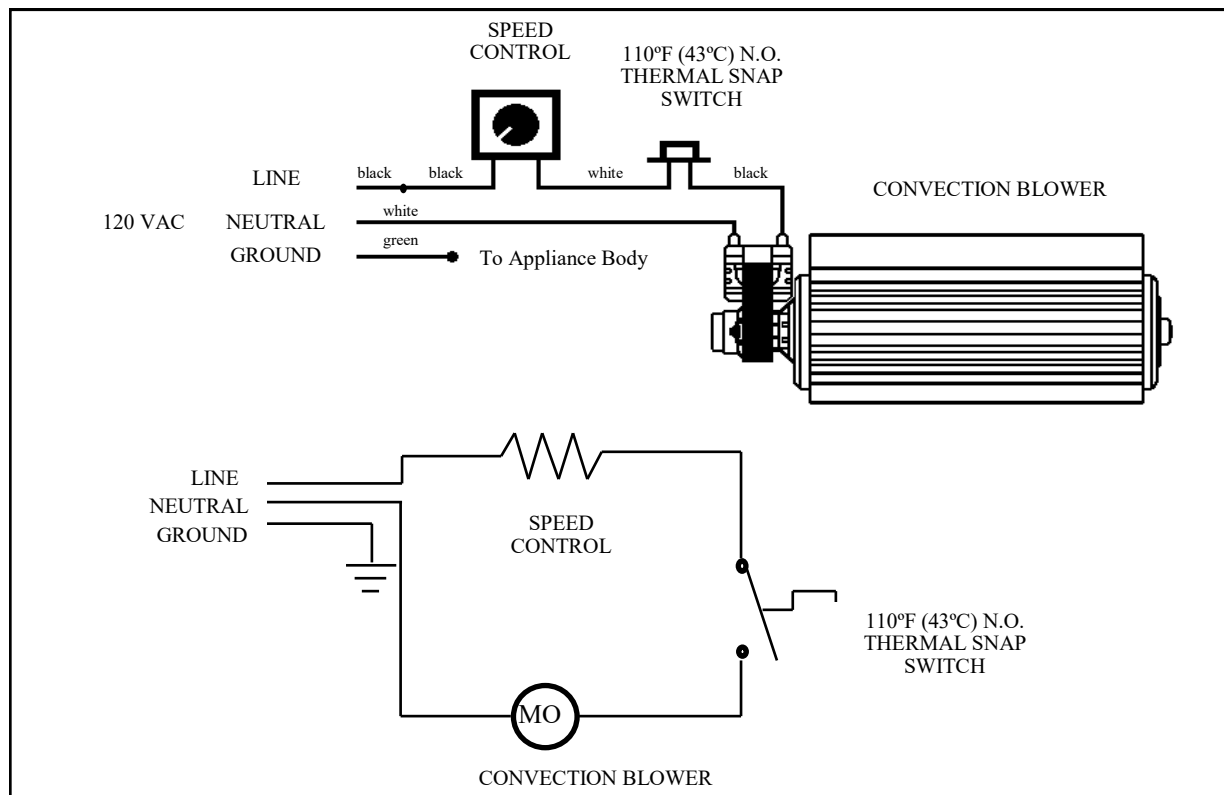 SPEED
CONTROL
110ºF (43ºC) N.O.
THERMAL SNAP
SWITCH
LINE
black
black
white
black
CONVECTION BLOWER
120 VAC
NEUTRAL
white
GROUND
green
To Appliance Body
LINE
NEUTRAL
GROUND
SPEED
CONTROL
110ºF (43ºC) N.O.
THERMAL SNAP
SWITCH
MO
CONVECTION BLOWER